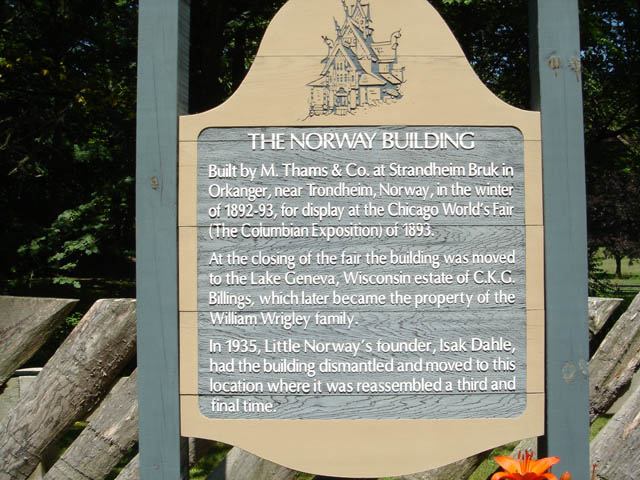 THE NORWAY BUILDING
Built by M. Thams & Co. at Strandheim Bruk in
Orkanger, near Trondheim, Norway, in the winter
of 1892-93, for display at the Chicago World's Fair
(The Columbian Exposition) of 1893.
At the closing of the fair the building was moved
to the Lake Geneva, Wisconsin estate of C.K.G.
Billings, which later became the property of the
William Wrigley family.
In 1935, Little Norway's founder, Isak Dahle,
had the building dismantled and moved to this
location where it was reassembled a third and
final time.